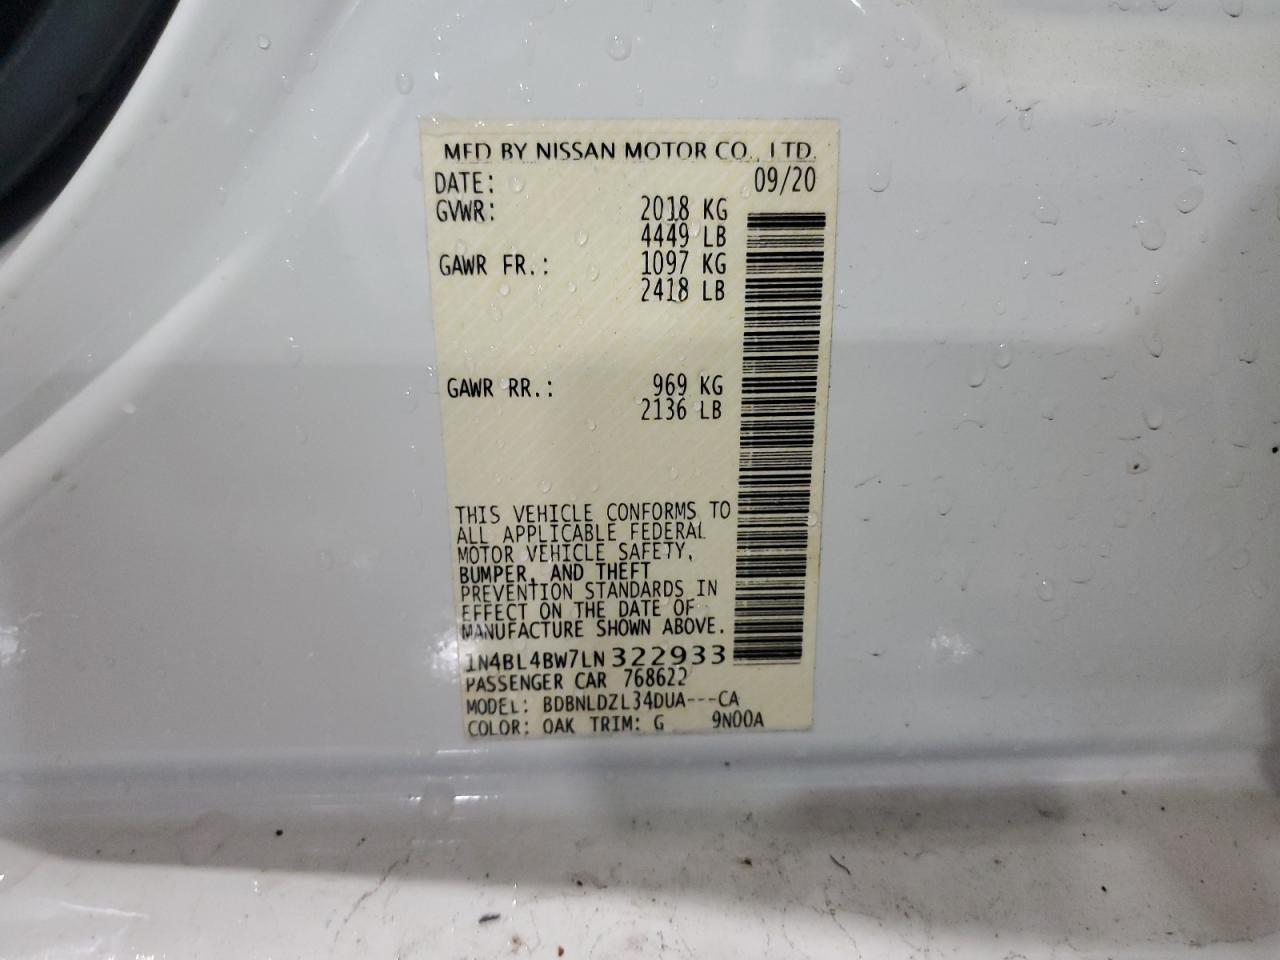 MFD BY NISSAN MOTOR CO., LTD.
DATE: 09/20
GVWR: 2018 KG
4449 LB
GAWR FR.: 1097 KG
2418 LB
GAWR RR.: 969 KG
2136 LB
THIS VEHICLE CONFORMS TO
ALL APPLICABLE FEDERAL
MOTOR VEHICLE SAFETY,
BUMPER, AND THEFT
PREVENTION STANDARDS IN
EFFECT ON THE DATE OF
MANUFACTURE SHOWN ABOVE.
1N4BL4BW7LN322933
PASSENGER CAR 768622
MODEL: BDBNLDZL34DUA---CA
COLOR: QAK TRIM: G 9N00A